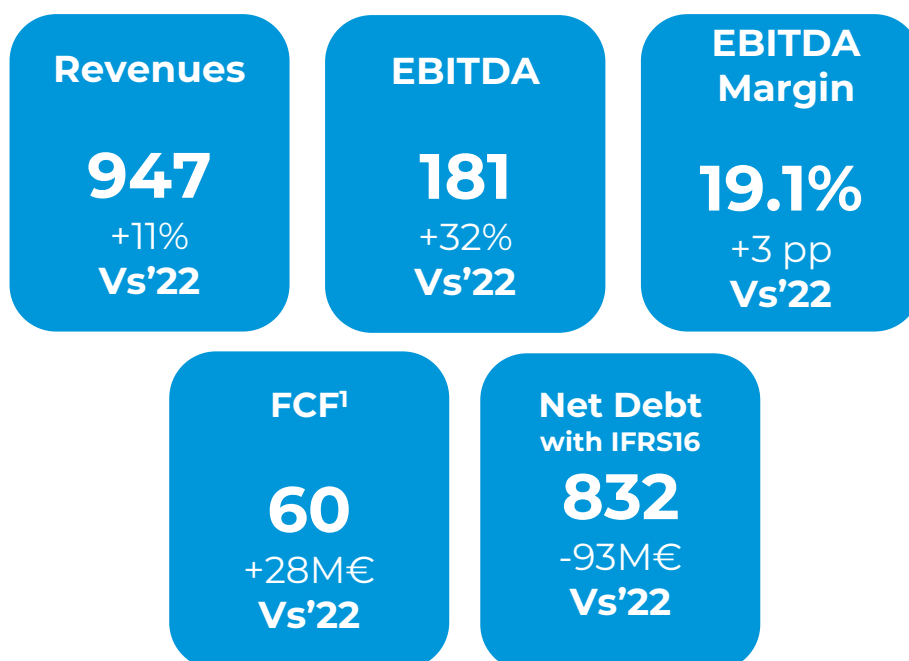 Revenues
947
+11%
Vs’22
EBITDA
181
+32%
Vs’22
EBITDA
Margin
19.1%
+3 pp
Vs’22
FCF¹
60
+28M€
Vs’22
Net Debt
with IFRS16
832
-93M€
Vs’22